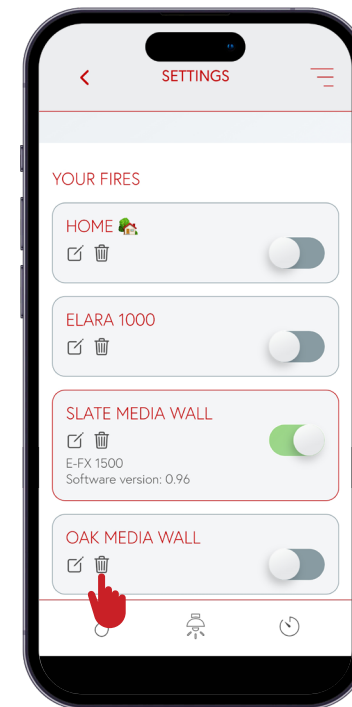 SETTINGS
YOUR FIRES
HOME 🏡
ELARA 1000
SLATE MEDIA WALL
E-FX 1500
Software version: 0.96
OAK MEDIA WALL